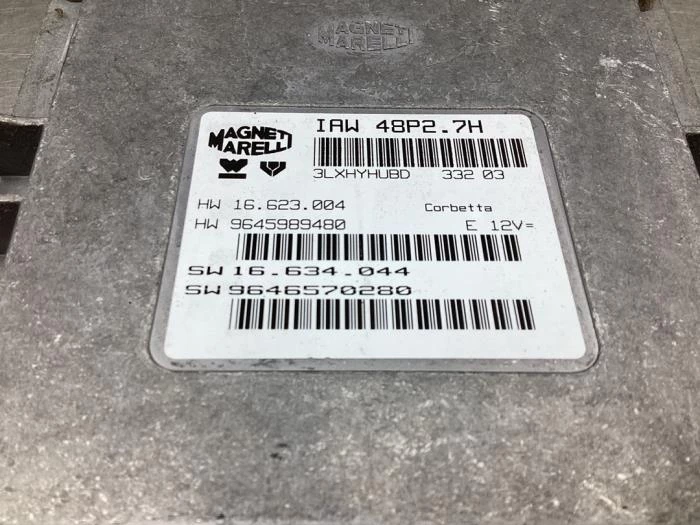 MAGNETI
MARELLI
MAGNETI
MARELLI
IAW 48P2.7H
3LXHYHUBD 332 03
HW 16.623.004 Corbetta
HW 9645989480 E 12V=
SW 16.634.044
SW 9646570280